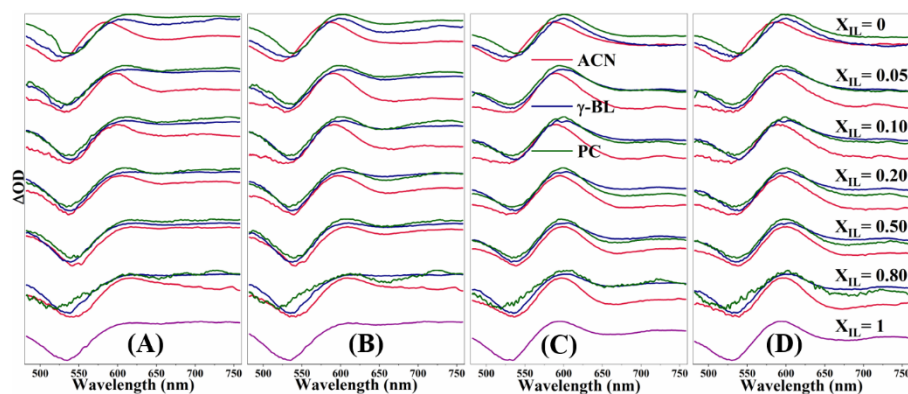 X_IL = 0
ACN
X_IL = 0.05
γ-BL
X_IL = 0.10
PC
ΔOD
X_IL = 0.20
X_IL = 0.50
X_IL = 0.80
X_IL = 1
(A) (B) (C) (D)
500 550 600 650 700 750 500 550 600 650 700 750 500 550 600 650 700 750 500 550 600 650 700 750
Wavelength (nm) Wavelength (nm) Wavelength (nm) Wavelength (nm)